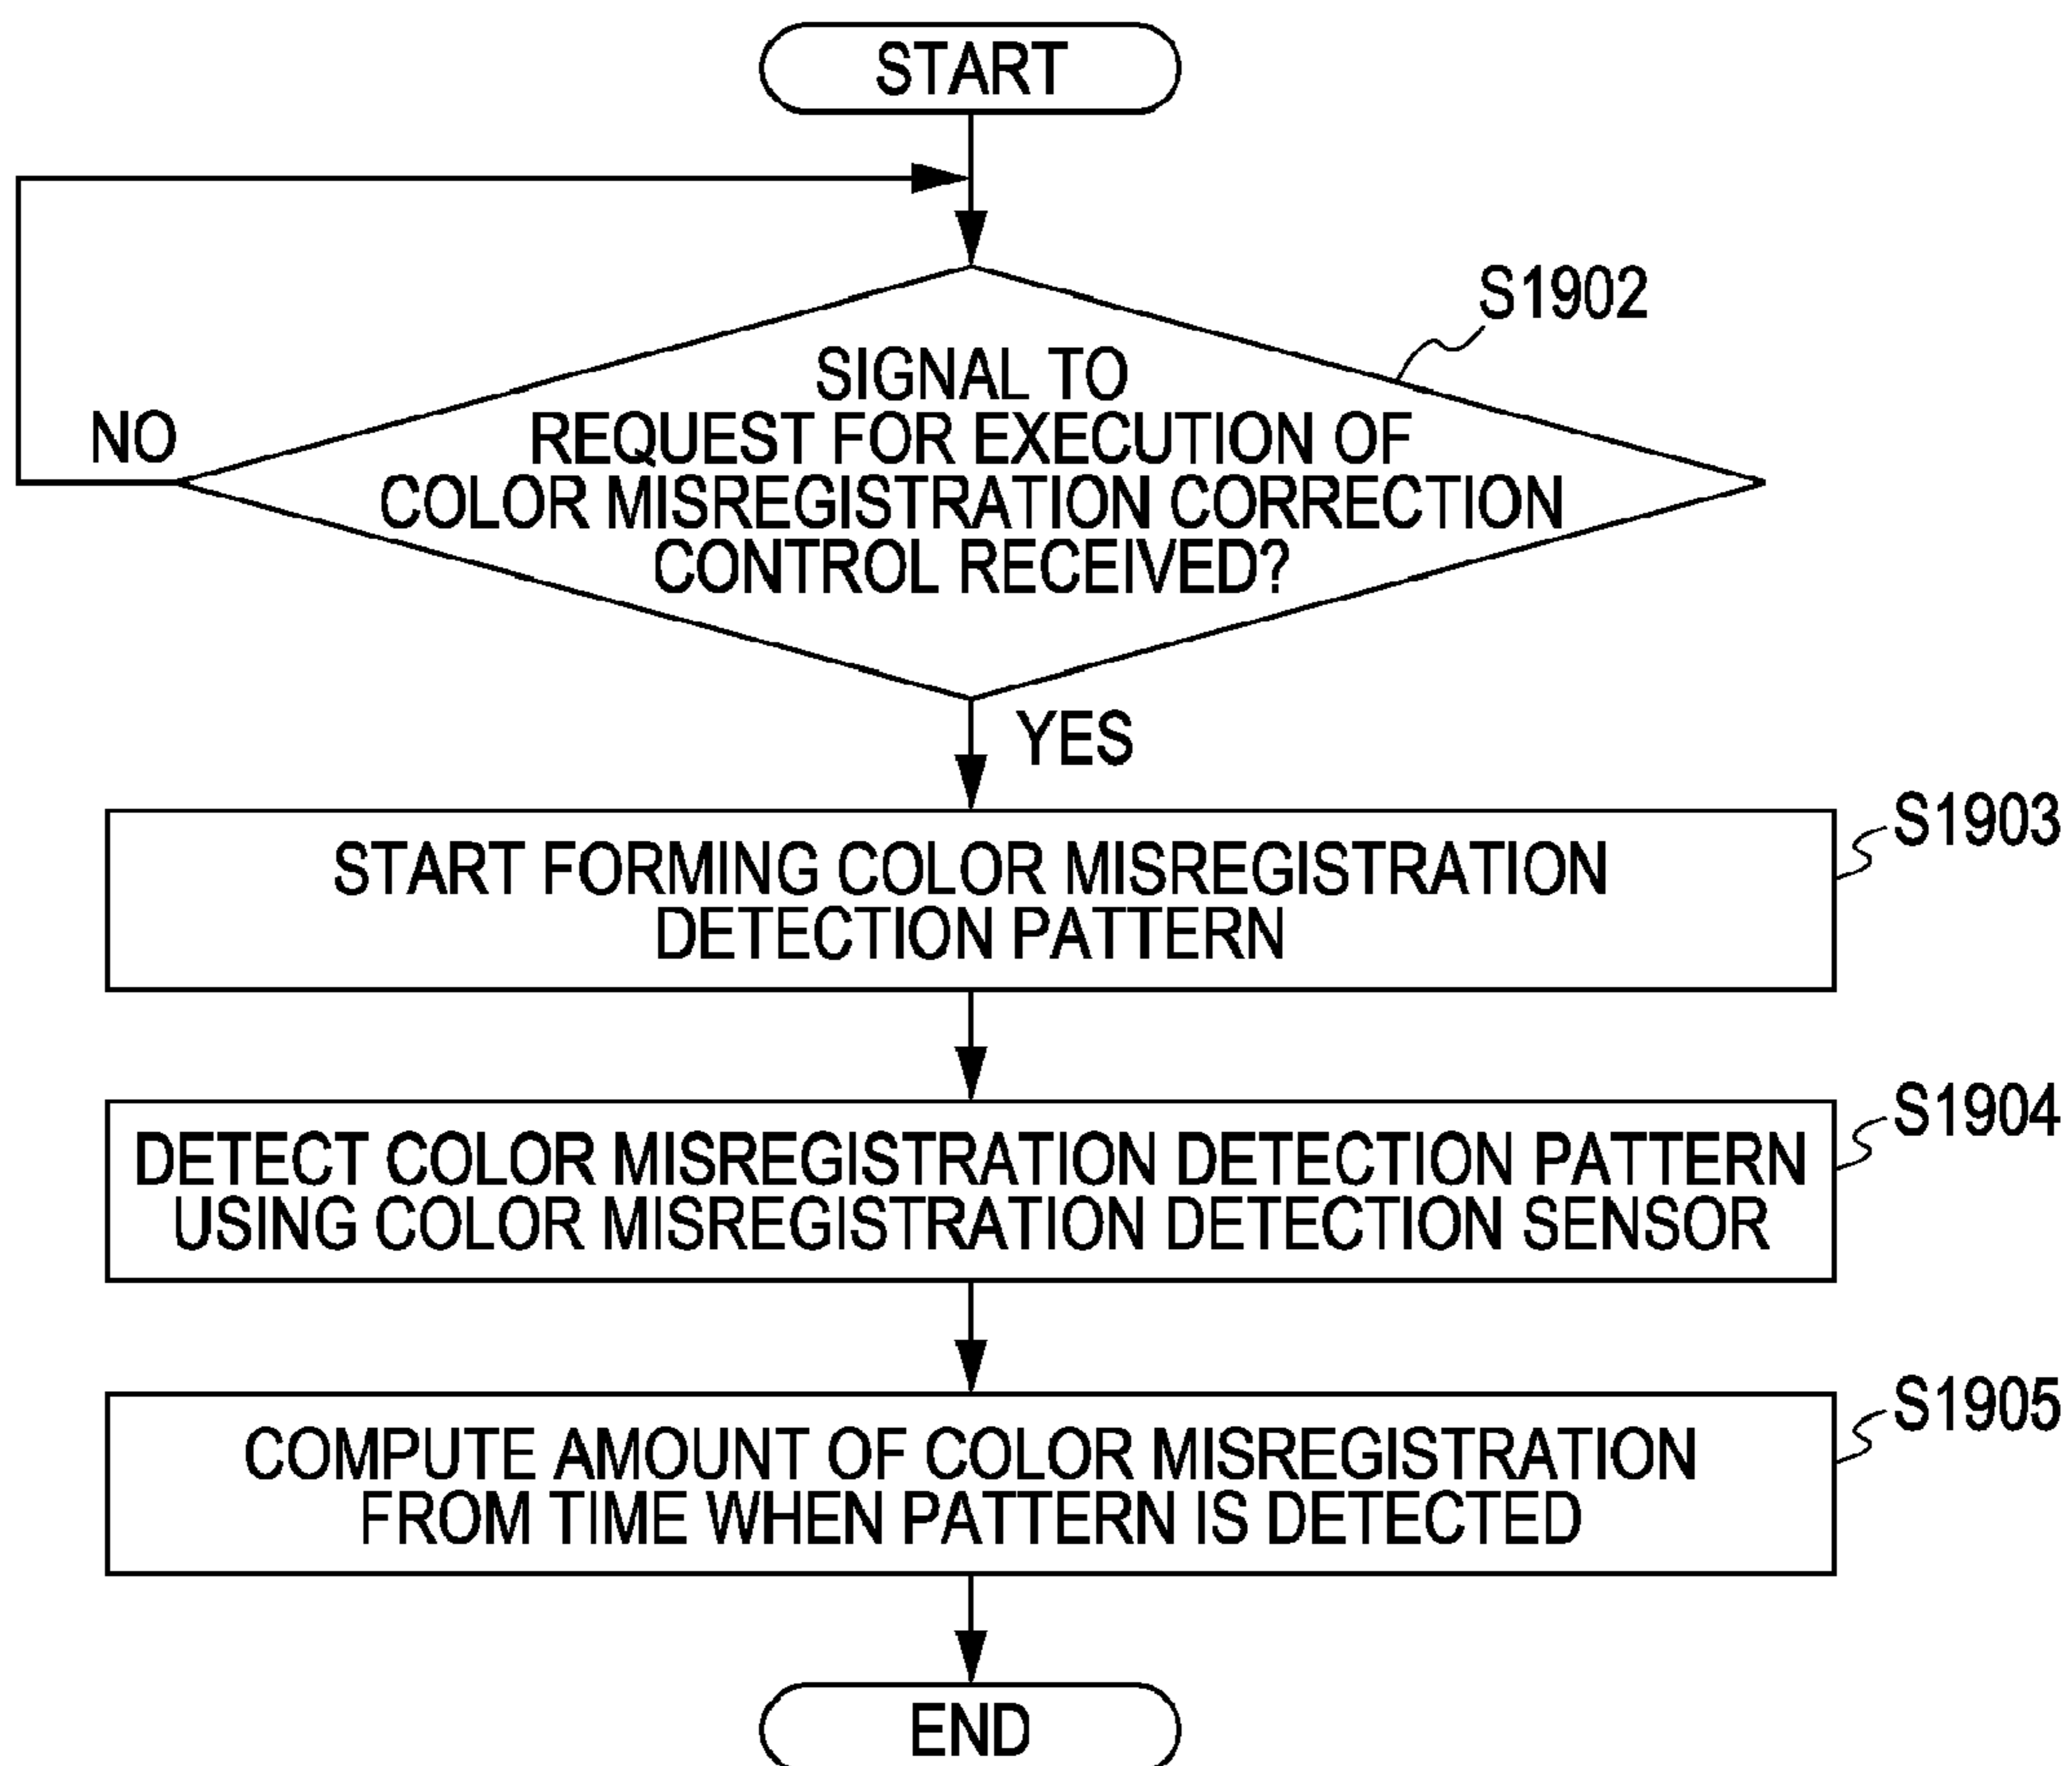 START
S1902
SIGNAL TO
REQUEST FOR EXECUTION OF
COLOR MISREGISTRATION CORRECTION
CONTROL RECEIVED?
NO
YES
S1903
START FORMING COLOR MISREGISTRATION
DETECTION PATTERN
S1904
DETECT COLOR MISREGISTRATION DETECTION PATTERN
USING COLOR MISREGISTRATION DETECTION SENSOR
S1905
COMPUTE AMOUNT OF COLOR MISREGISTRATION
FROM TIME WHEN PATTERN IS DETECTED
END